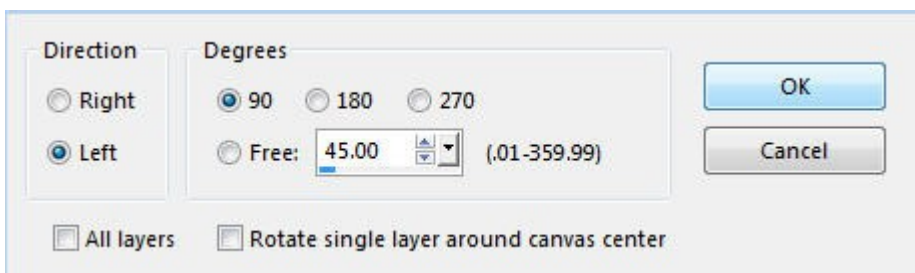 Direction
Right
Left
Degrees
90 180 270
Free: 45.00 (.01-359.99)
OK
Cancel
All layers
Rotate single layer around canvas center